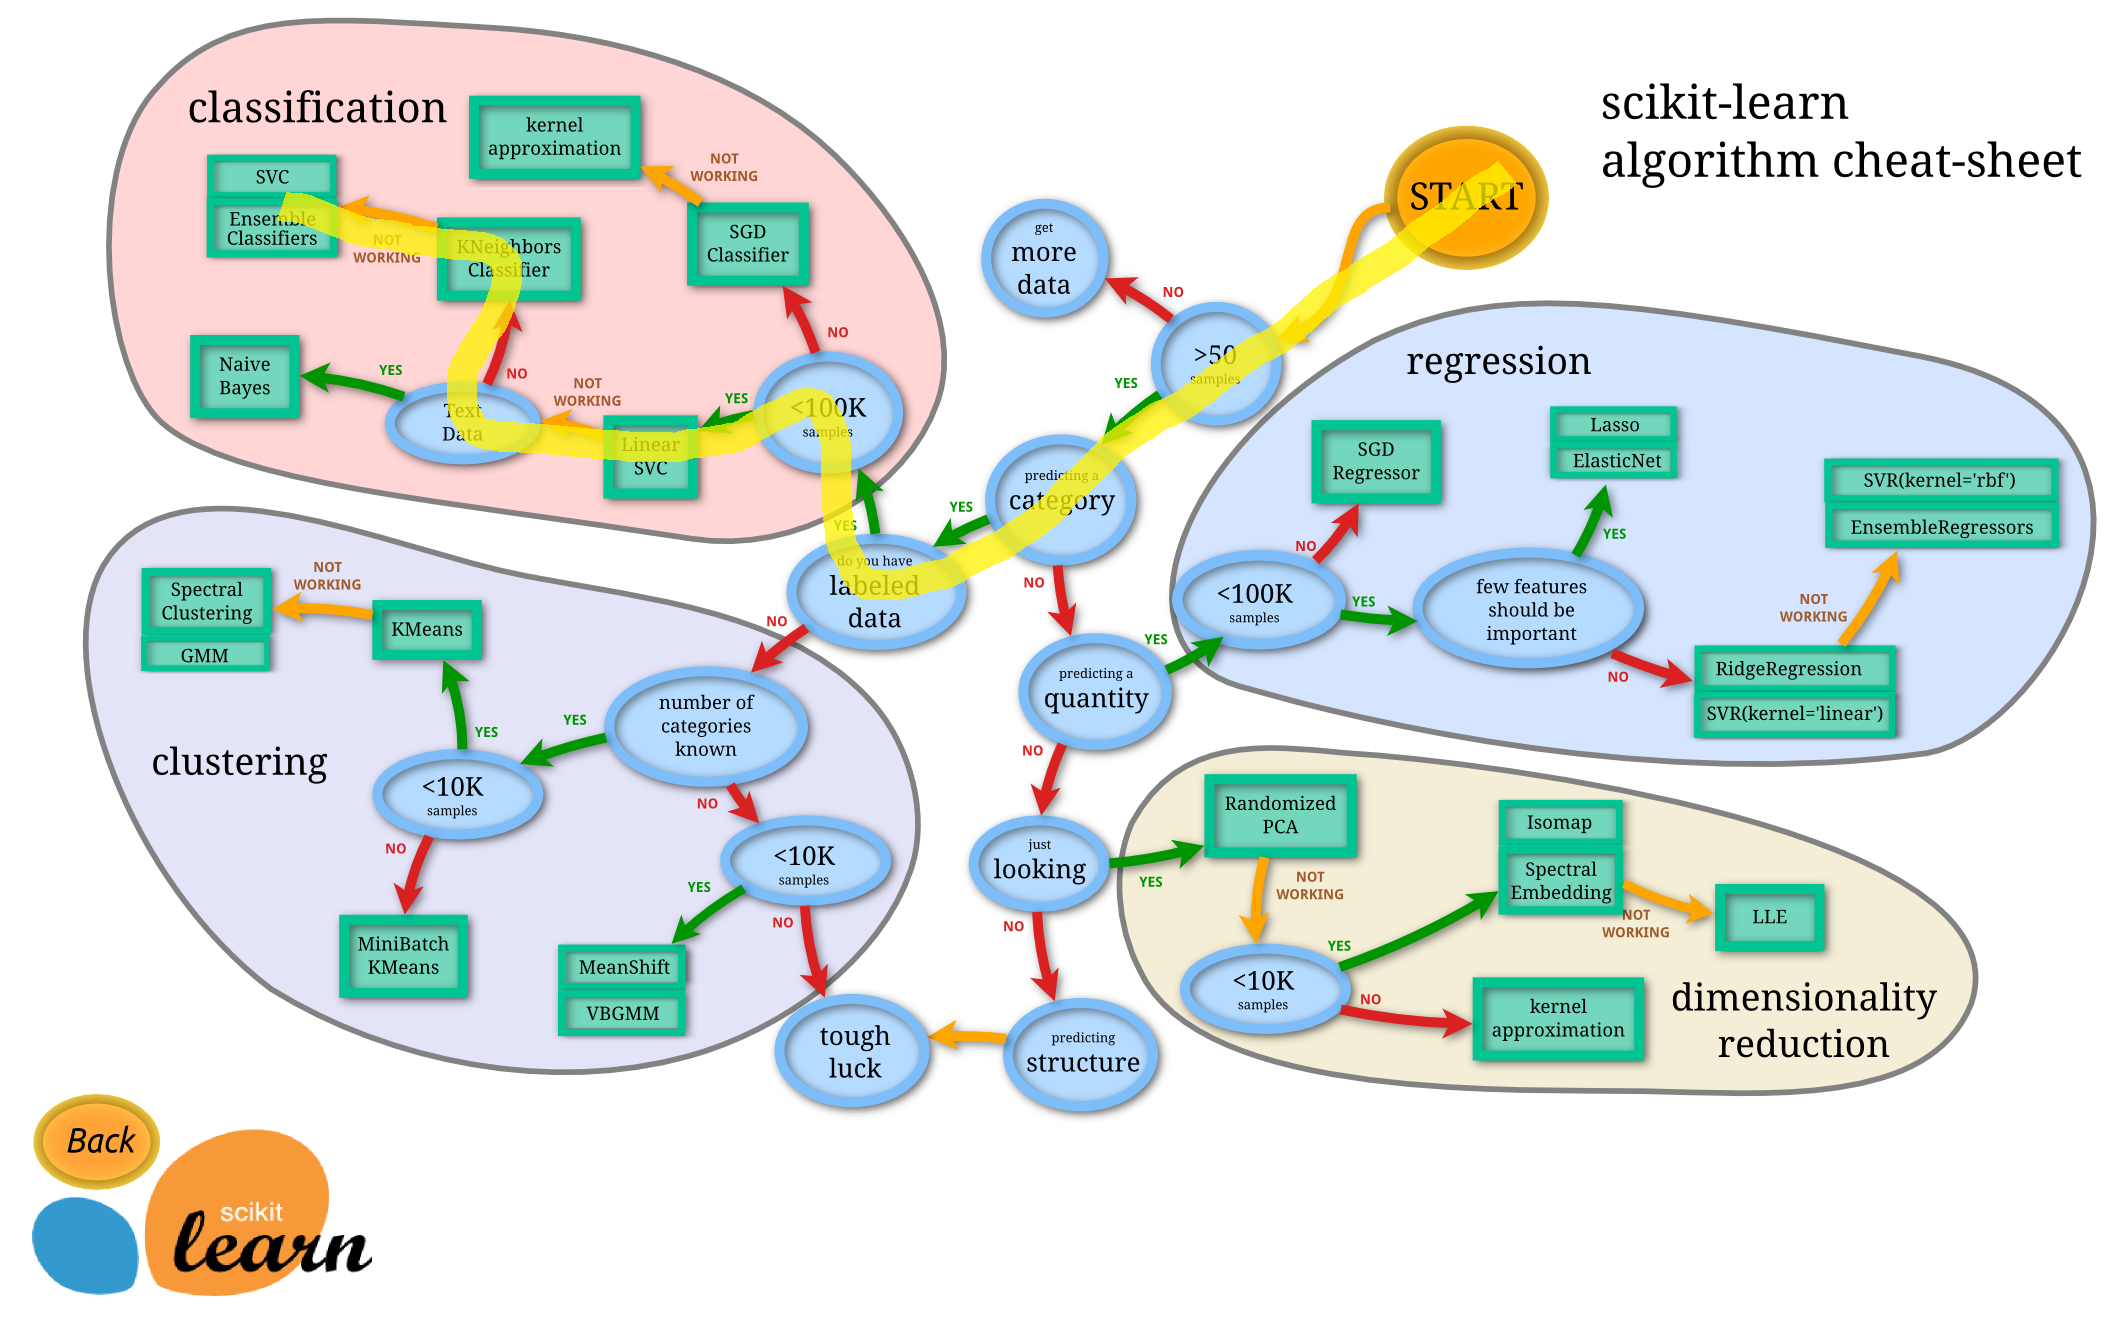 scikit-learn
algorithm cheat-sheet
classification
kernel
approximation
NOT
WORKING
SVC
Ensemble
Classifiers
NOT
WORKING
KNeighbors
Classifier
SGD
Classifier
NO
Naive
Bayes
YES
NO
Text
Data
NOT
WORKING
Linear
SVC
YES
<100K
samples
YES
START
get
more
data
NO
>50
samples
YES
predicting a
category
YES
NO
do you have
labeled
data
NO
predicting a
quantity
YES
NO
just
looking
YES
NO
predicting
structure
tough
luck
regression
SGD
Regressor
NO
<100K
samples
YES
Lasso
ElasticNet
YES
few features
should be
important
NO
SVR(kernel='rbf')
EnsembleRegressors
NOT
WORKING
RidgeRegression
SVR(kernel='linear')
clustering
Spectral
Clustering
GMM
NOT
WORKING
KMeans
YES
<10K
samples
NO
MiniBatch
KMeans
YES
number of
categories
known
NO
<10K
samples
YES
NO
MeanShift
VBGMM
dimensionality
reduction
Randomized
PCA
NOT
WORKING
<10K
samples
YES
NO
Isomap
Spectral
Embedding
NOT
WORKING
LLE
kernel
approximation
Back
scikit
learn